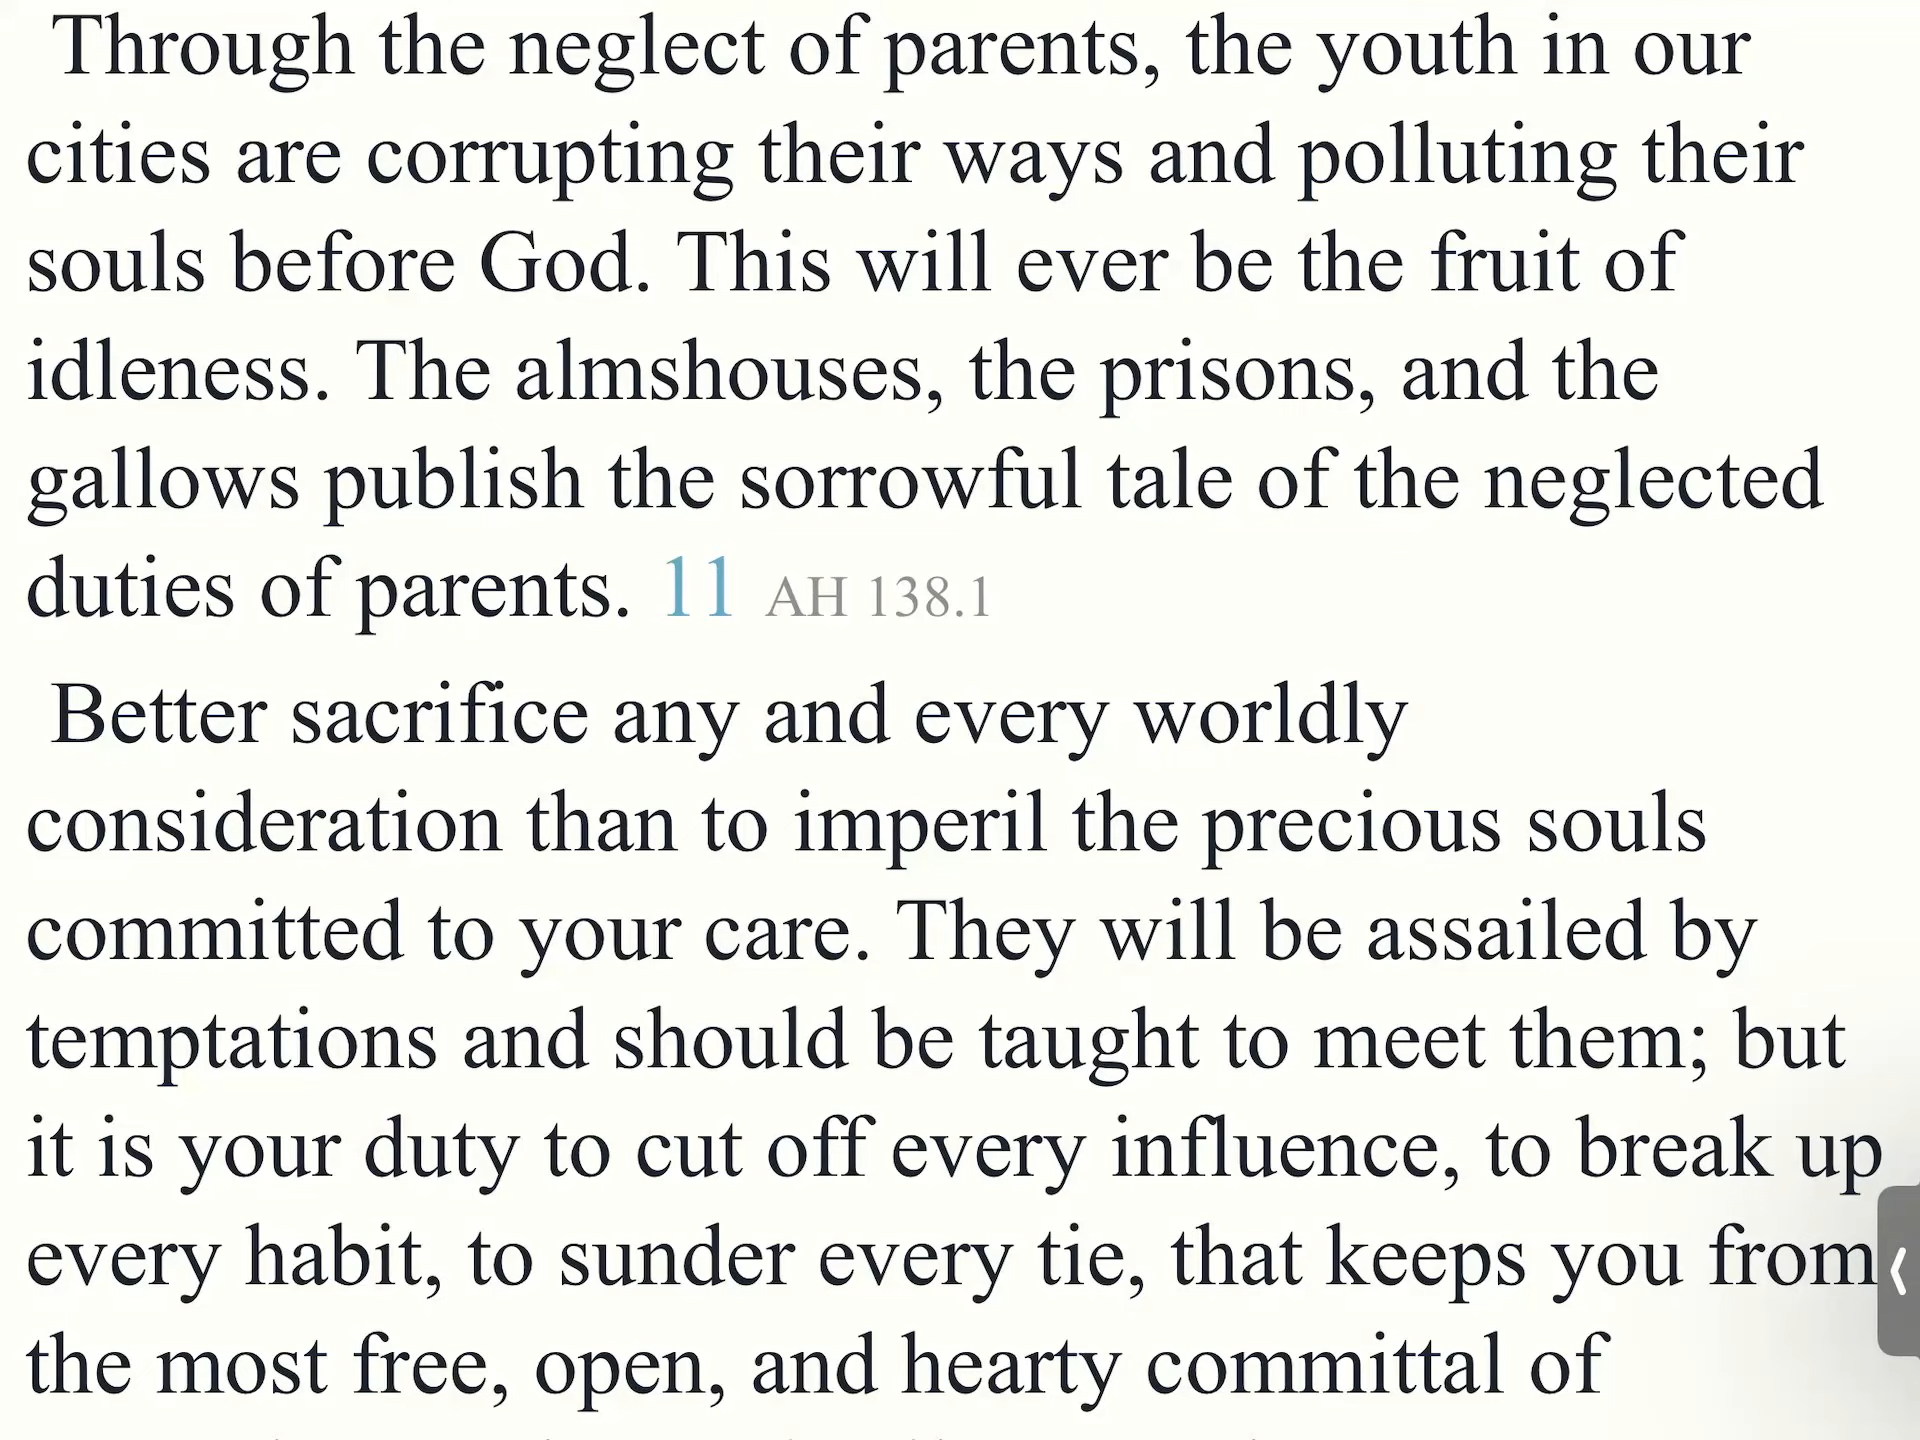 Through the neglect of parents, the youth in our
cities are corrupting their ways and polluting their
souls before God. This will ever be the fruit of
idleness. The almshouses, the prisons, and the
gallows publish the sorrowful tale of the neglected
duties of parents. 11 AH 138.1
Better sacrifice any and every worldly
consideration than to imperil the precious souls
committed to your care. They will be assailed by
temptations and should be taught to meet them; but
it is your duty to cut off every influence, to break up
every habit, to sunder every tie, that keeps you from
the most free, open, and hearty committal of